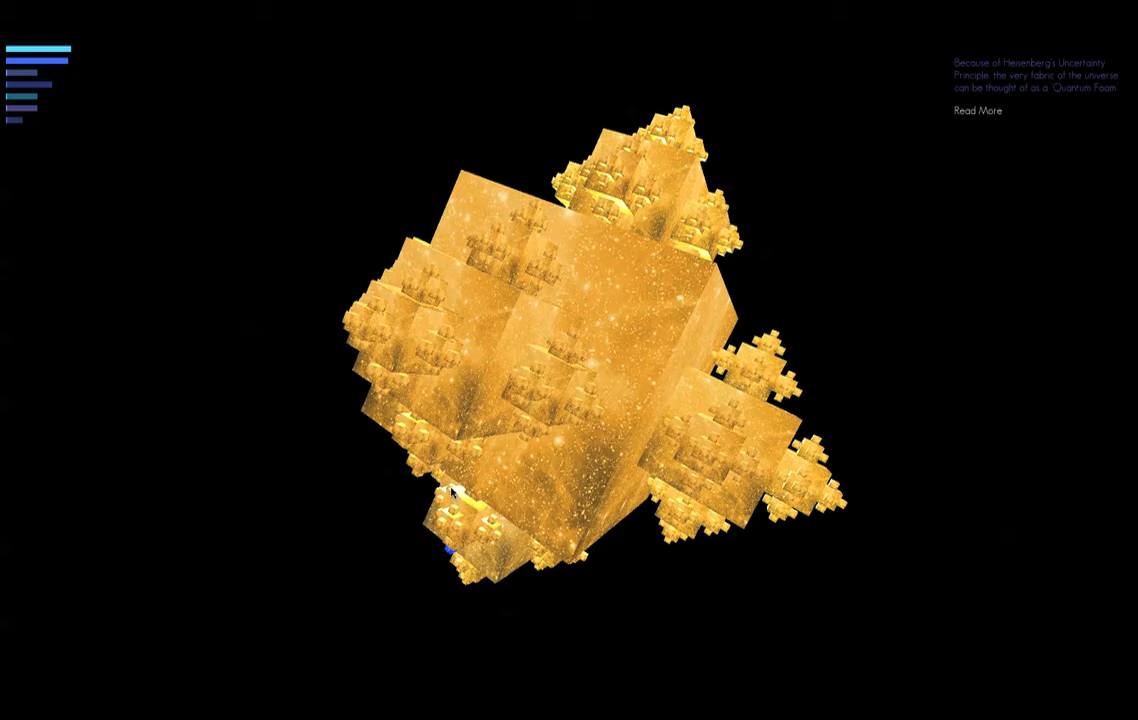 Because of Heisenberg's Uncertainty
Principle, the very fabric of the universe
can be thought of as a 'Quantum Foam
Read More